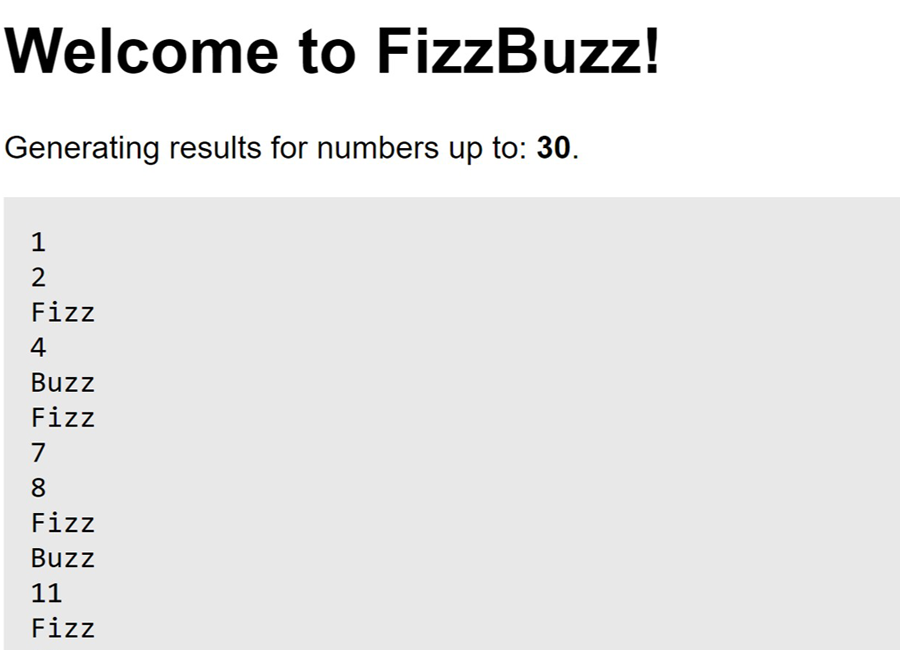 Welcome to FizzBuzz!
Generating results for numbers up to: 30.
1
2
Fizz
4
Buzz
Fizz
7
8
Fizz
Buzz
11
Fizz